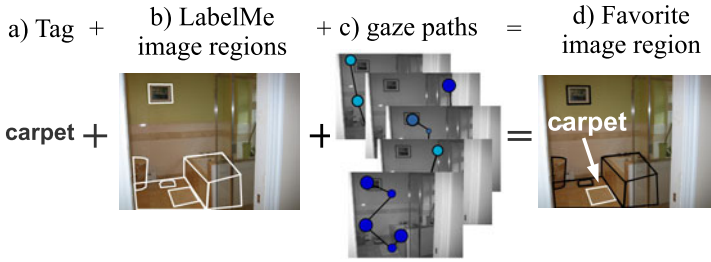 a) Tag + b) LabelMe + c) gaze paths = d) Favorite
image regions image region
carpet + + = carpet